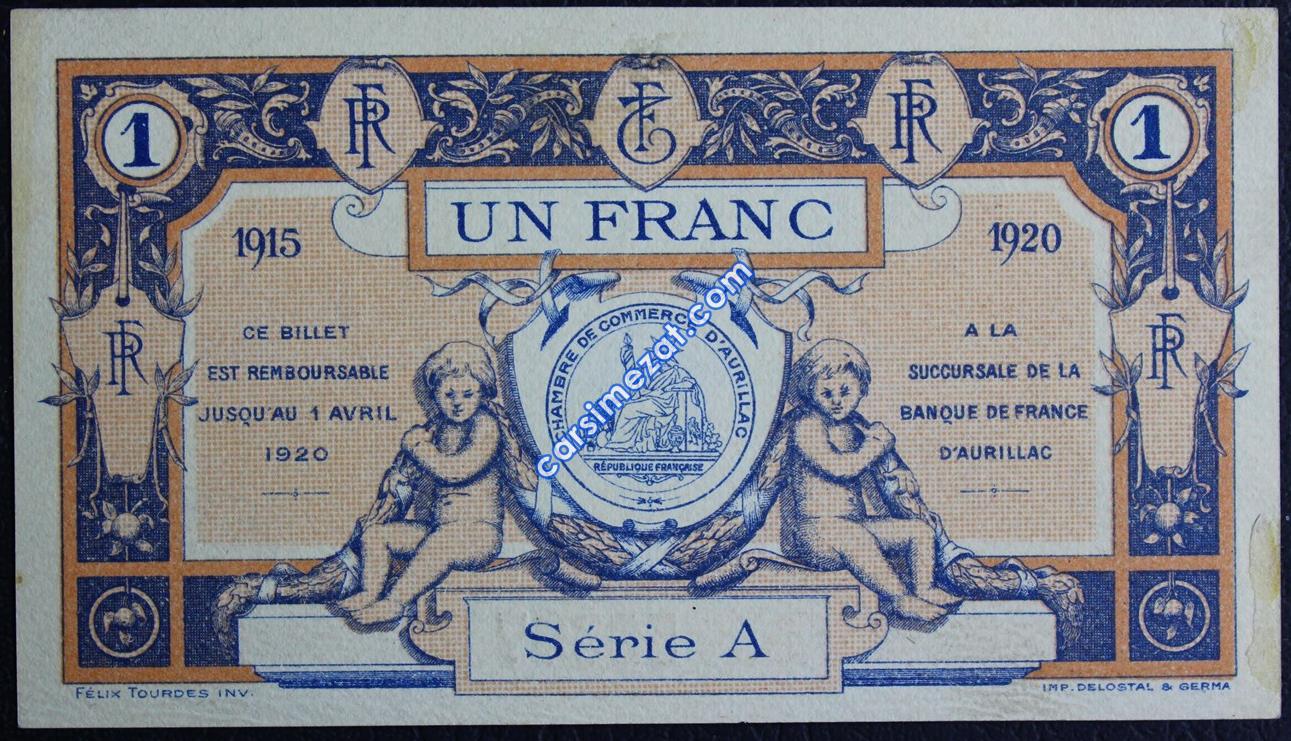 RF
FT
RF
1
1
UN FRANC
1915
1920
CE BILLET
EST REMBOURSABLE
JUSQU'AU 1 AVRIL
1920
A LA
SUCCURSALE DE LA
BANQUE DE FRANCE
D'AURILLAC
RF
RF
CHAMBRE DE COMMERCE D'AURILLAC
RÉPUBLIQUE FRANÇAISE
carsimezat.com
Série A
FÉLIX TOURDES INV.
IMP. DELOSTAL & GERMA